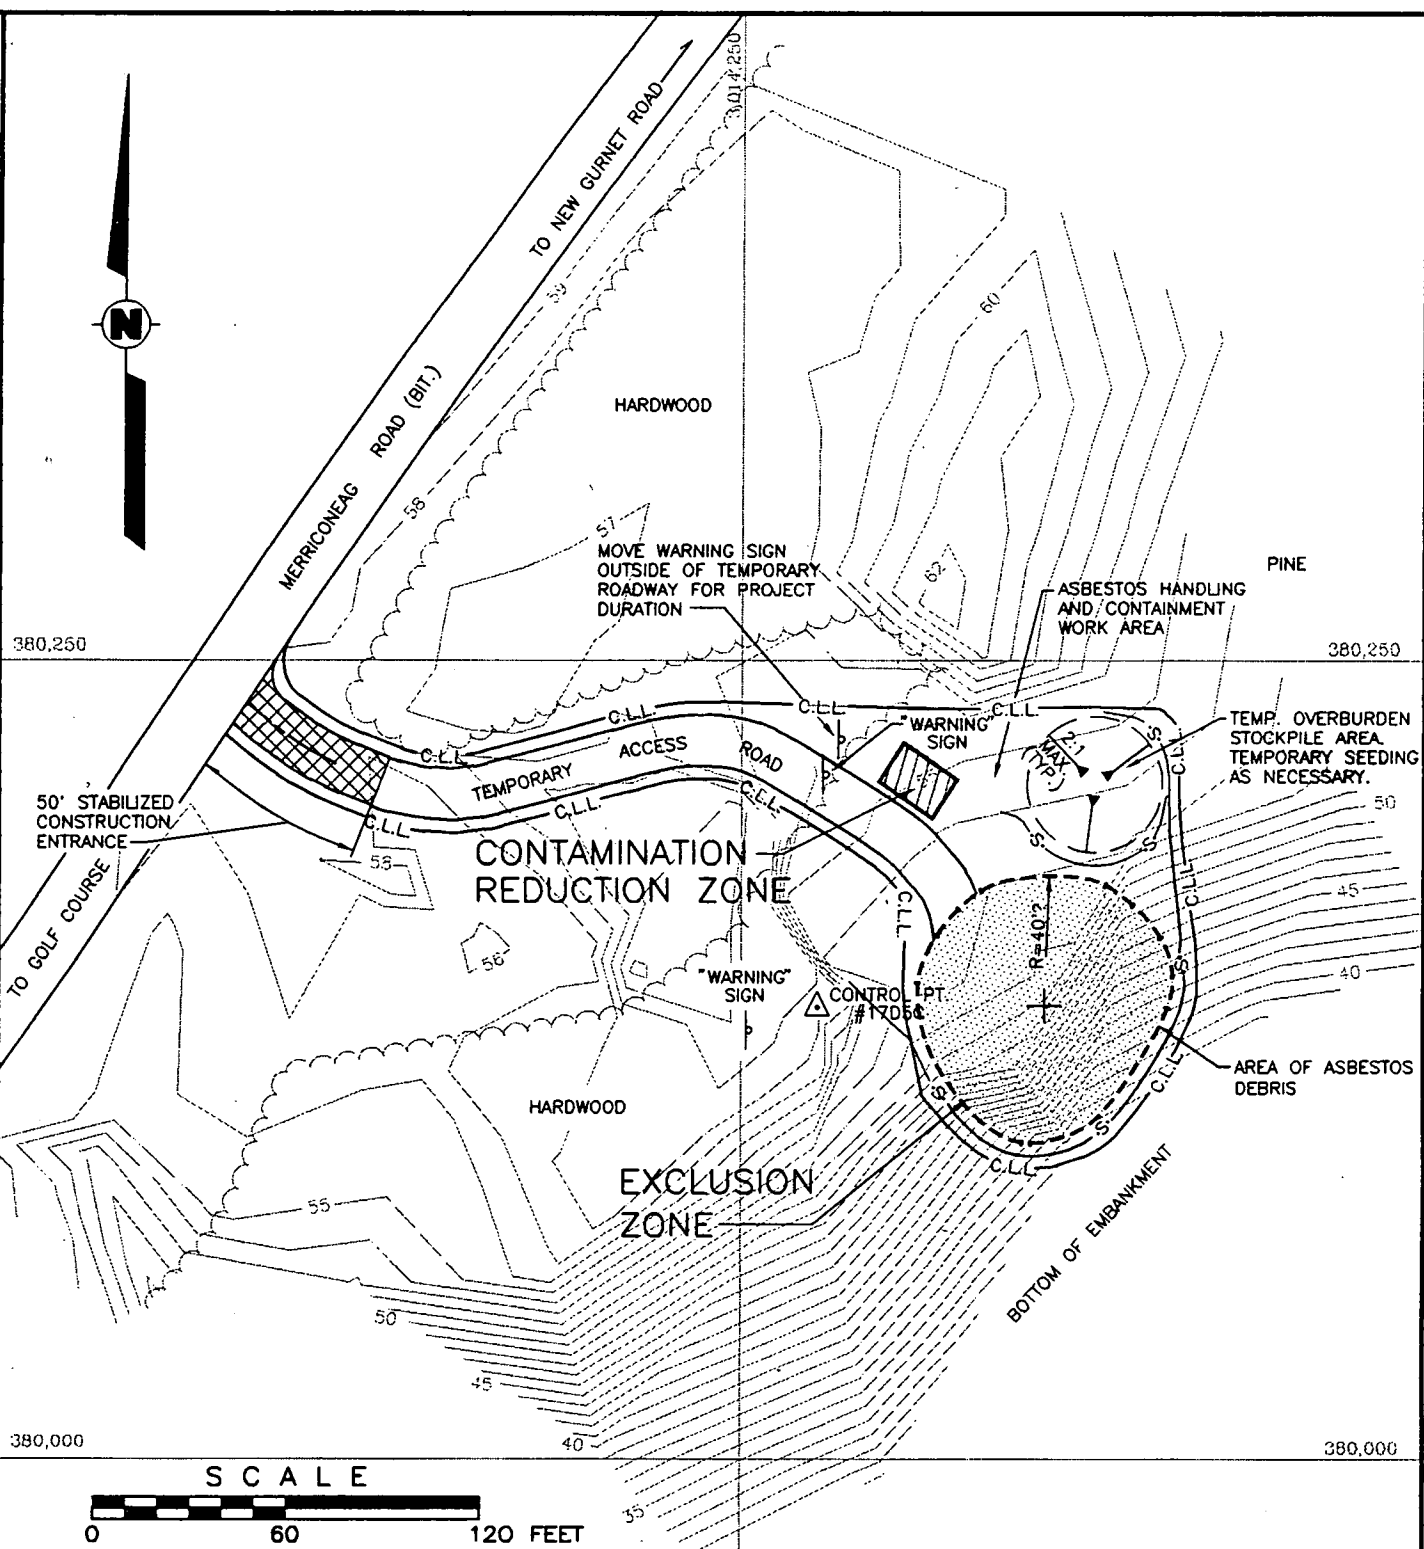 3,014,250
TO NEW GURNET ROAD
59
N
60
MERRICONEAG ROAD (BIT.)
HARDWOOD
58
57
MOVE WARNING SIGN
OUTSIDE OF TEMPORARY
ROADWAY FOR PROJECT
DURATION
62
PINE
ASBESTOS HANDLING
AND CONTAINMENT
WORK AREA
380,250
380,250
C.L.L.
C.L.L.
C.L.L.
C.L.L.
"WARNING"
SIGN
TEMP. OVERBURDEN
STOCKPILE AREA.
TEMPORARY SEEDING
AS NECESSARY.
2:1
MAX.
(TYP.)
S
C.L.L.
TEMPORARY ACCESS ROAD
C.L.L.
C.L.L.
C.L.L.
50' STABILIZED
CONSTRUCTION
ENTRANCE
50
S
S
CONTAMINATION
REDUCTION ZONE
58
45
C.L.L.
C.L.L.
R=40'?
TO GOLF COURSE
56
40
S
"WARNING"
SIGN
CONTROL PT.
#17D5C
AREA OF ASBESTOS
DEBRIS
C.L.L.
S
S
C.L.L.
HARDWOOD
EXCLUSION
ZONE
BOTTOM OF EMBANKMENT
55
50
45
40
380,000
380,000
SCALE
35
0 60 120 FEET